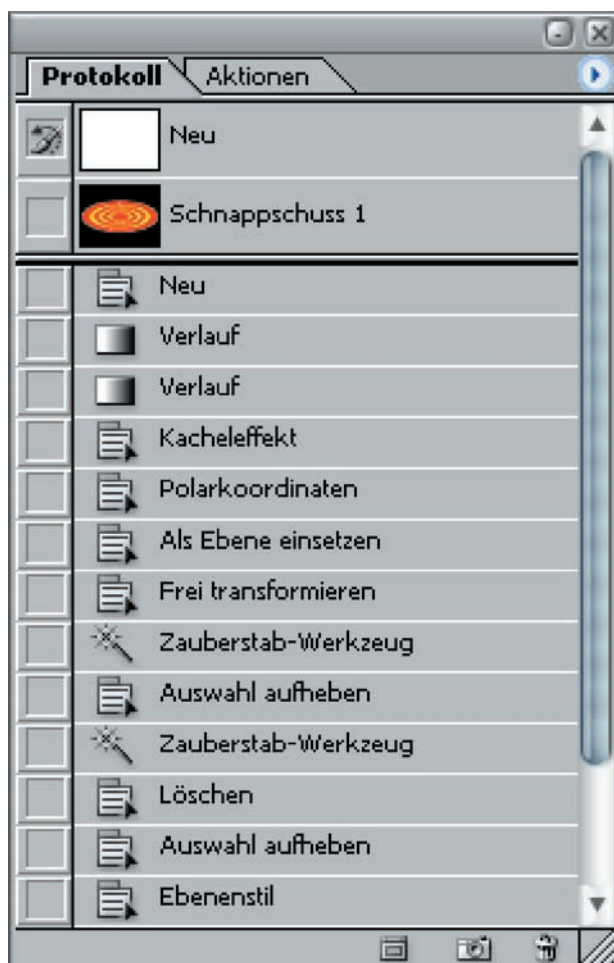 Protokoll Aktionen
Neu
Schnappschuss 1
Neu
Verlauf
Verlauf
Kacheleffekt
Polarkoordinaten
Als Ebene einsetzen
Frei transformieren
Zauberstab-Werkzeug
Auswahl aufheben
Zauberstab-Werkzeug
Löschen
Auswahl aufheben
Ebenenstil